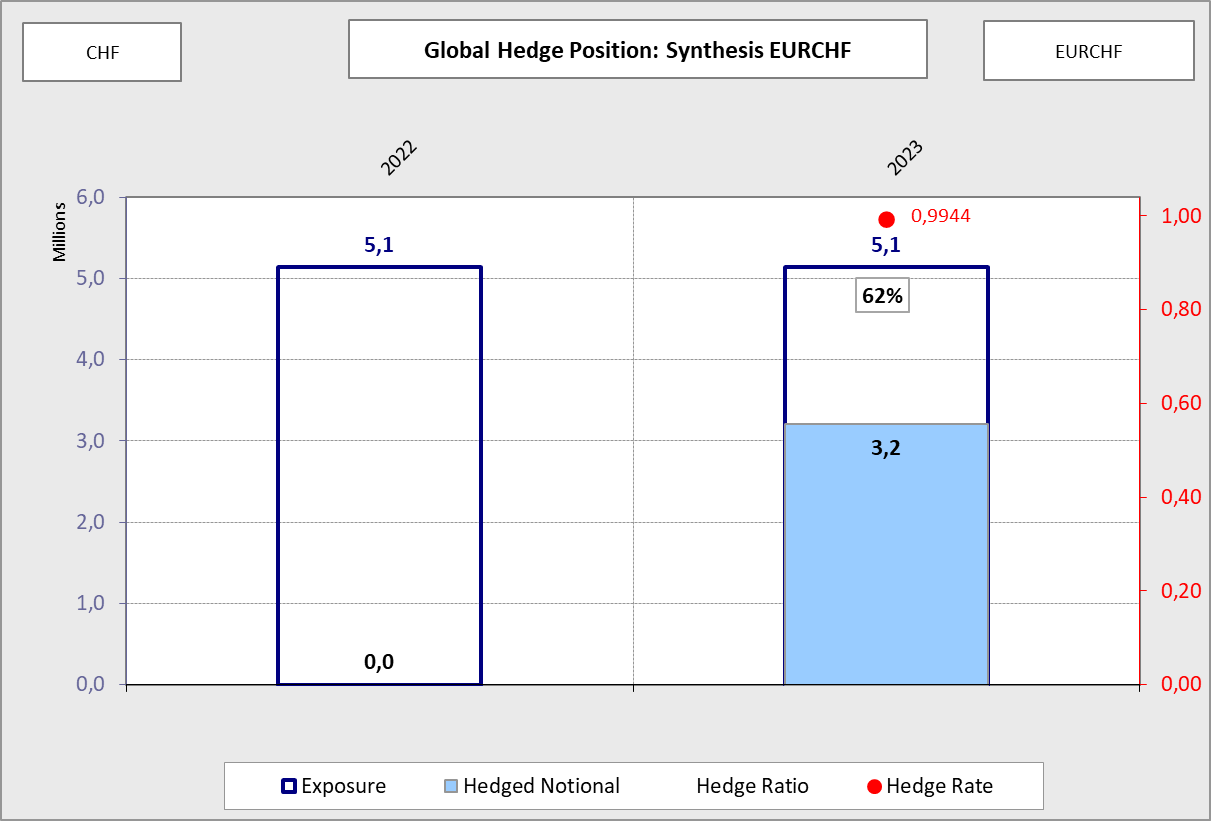 CHF
Global Hedge Position: Synthesis EURCHF
EURCHF
2022
2023
Millions
6,0
5,0
4,0
3,0
2,0
1,0
0,0
5,1
0,0
0,9944
5,1
62%
3,2
1,00
0,80
0,60
0,40
0,20
0,00
Exposure
Hedged Notional
Hedge Ratio
Hedge Rate